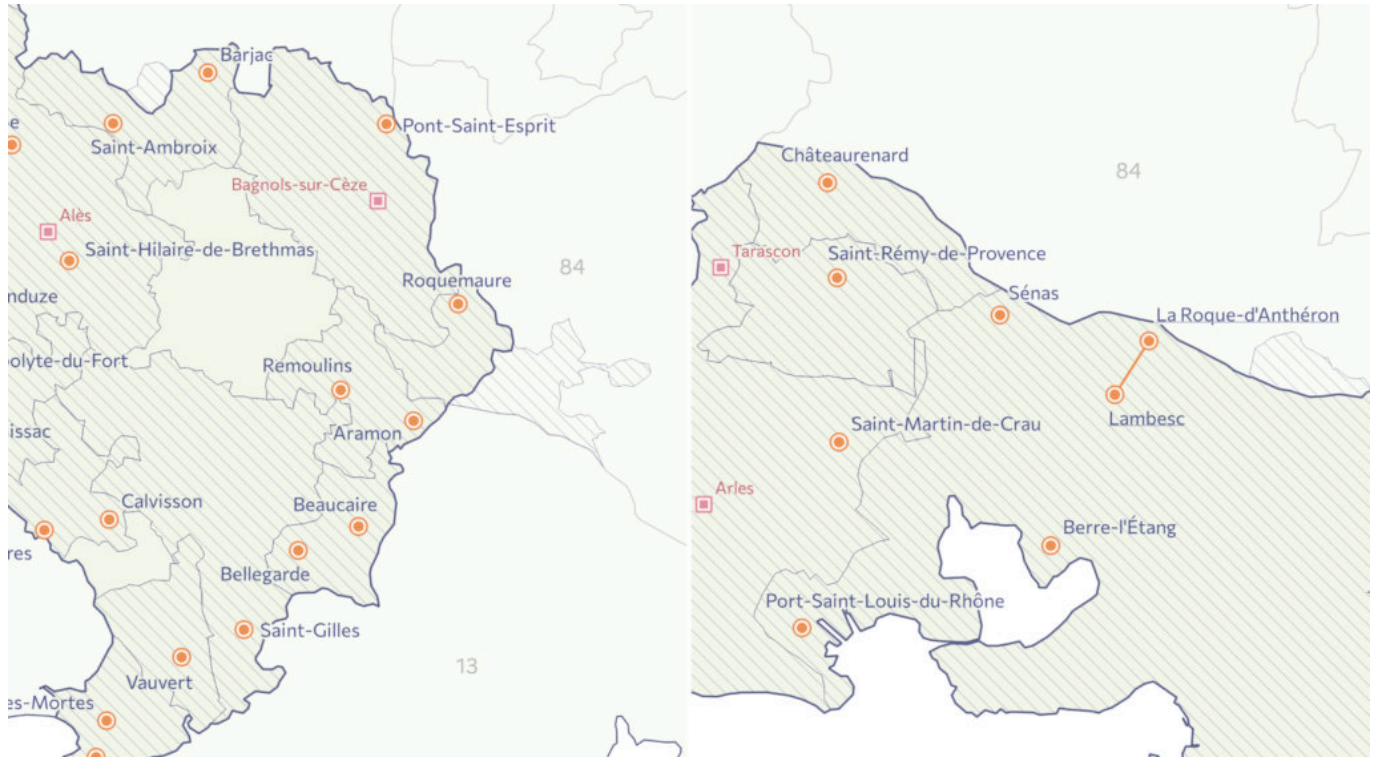 Barjac
Pont-Saint-Esprit
Saint-Ambroix
Bagnols-sur-Cèze
Alès
Saint-Hilaire-de-Brethmas
84
Roquemaure
nduze
olyte-du-Fort
Remoulins
Aramon
issac
Calvisson
Beaucaire
res
Bellegarde
Saint-Gilles
13
Vauvert
es-Mortes
Châteaurenard
84
Tarascon
Saint-Rémy-de-Provence
Sénas
La Roque-d'Anthéron
Lambesc
Saint-Martin-de-Crau
Arles
Berre-l'Étang
Port-Saint-Louis-du-Rhône